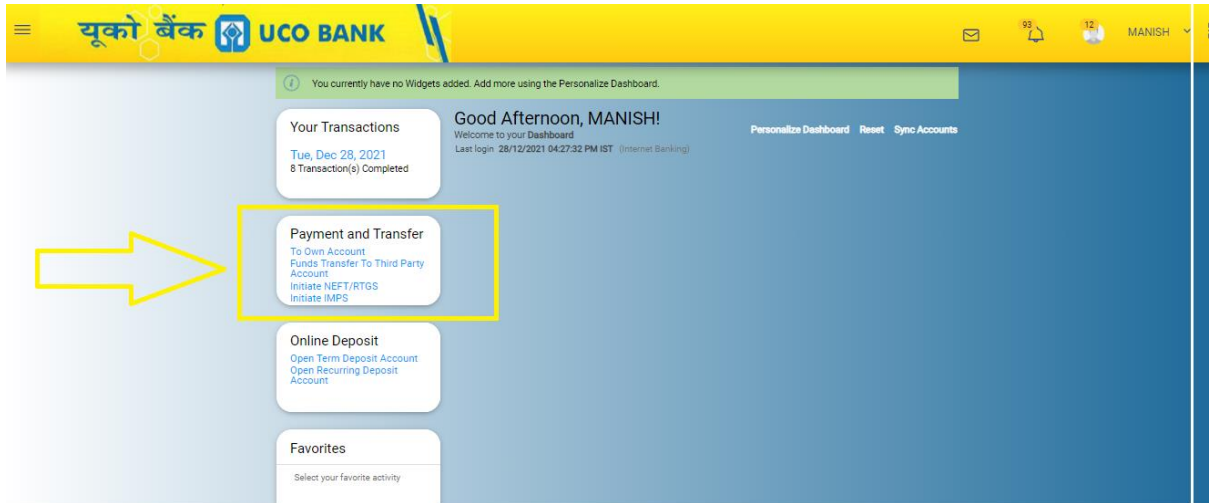 यूको बैंक UCO BANK
93
12
MANISH
You currently have no Widgets added. Add more using the Personalize Dashboard.
Your Transactions
Tue, Dec 28, 2021
8 Transaction(s) Completed
Good Afternoon, MANISH!
Welcome to your Dashboard
Last login 28/12/2021 04:27:32 PM IST (Internet Banking)
Personalize Dashboard Reset Sync Accounts
Payment and Transfer
To Own Account
Funds Transfer To Third Party
Account
Initiate NEFT/RTGS
Initiate IMPS
Online Deposit
Open Term Deposit Account
Open Recurring Deposit
Account
Favorites
Select your favorite activity